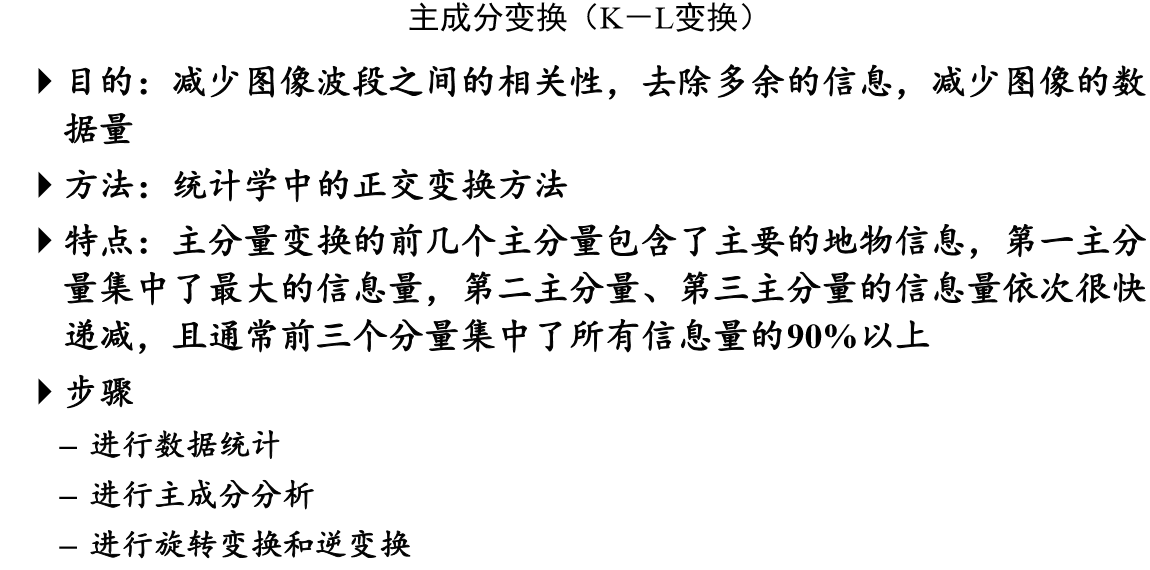 主成分变换（K－L变换）
目的：减少图像波段之间的相关性，去除多余的信息，减少图像的数
据量
方法：统计学中的正交变换方法
特点：主分量变换的前几个主分量包含了主要的地物信息，第一主分
量集中了最大的信息量，第二主分量、第三主分量的信息量依次很快
递减，且通常前三个分量集中了所有信息量的90%以上
步骤
– 进行数据统计
– 进行主成分分析
– 进行旋转变换和逆变换